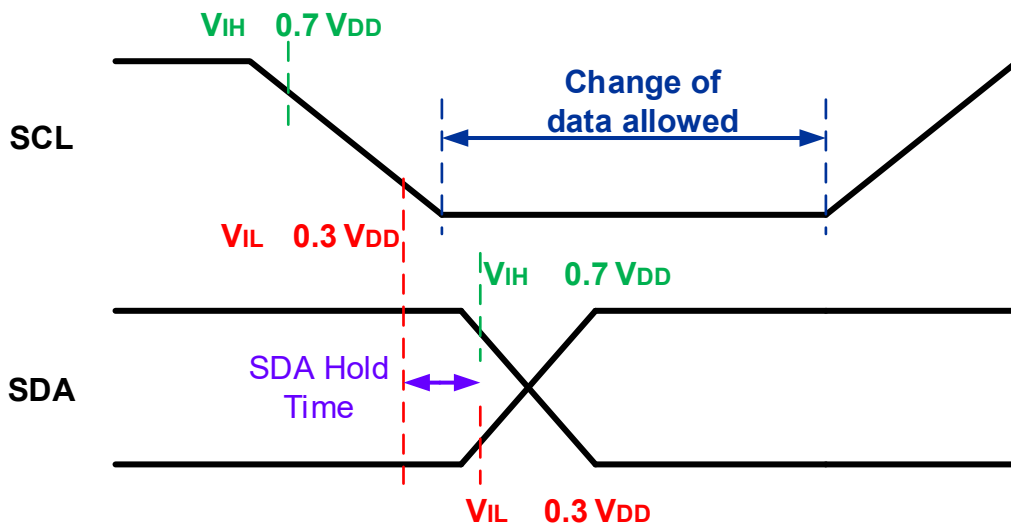 VIH 0.7 VDD
Change of
data allowed
SCL
VIL 0.3 VDD
VIH 0.7 VDD
SDA Hold
Time
SDA
VIL 0.3 VDD